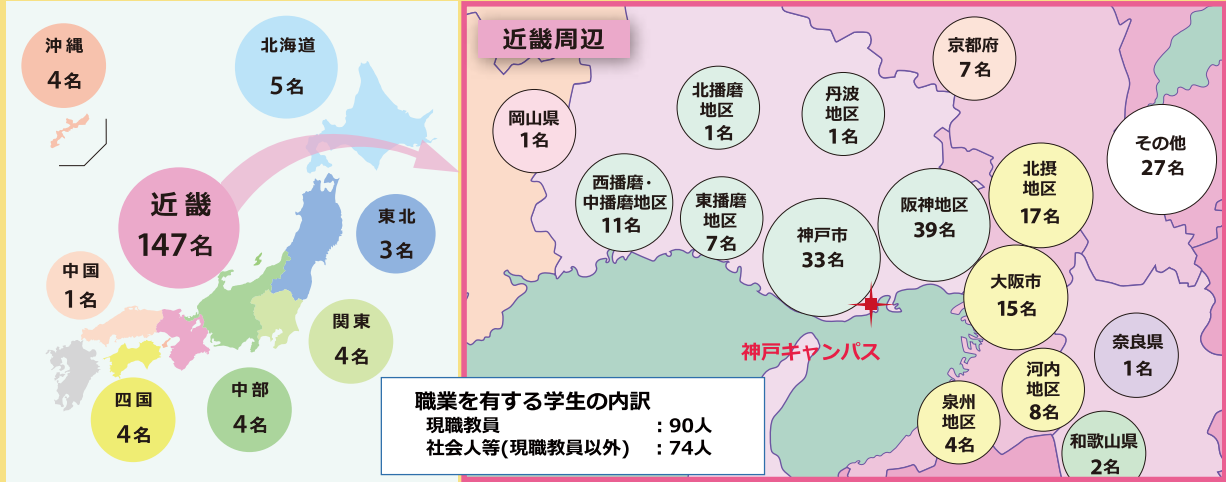 沖縄
4名
北海道
5名
近畿
147名
東北
3名
中国
1名
関東
4名
四国
4名
中部
4名
近畿周辺
岡山県
1名
北播磨
地区
1名
丹波
地区
1名
京都府
7名
その他
27名
西播磨・
中播磨地区
11名
東播磨
地区
7名
神戸市
33名
阪神地区
39名
北摂
地区
17名
大阪市
15名
神戸キャンパス
奈良県
1名
河内
地区
8名
泉州
地区
4名
和歌山県
2名
職業を有する学生の内訳
現職教員 ：90人
社会人等(現職教員以外) ：74人